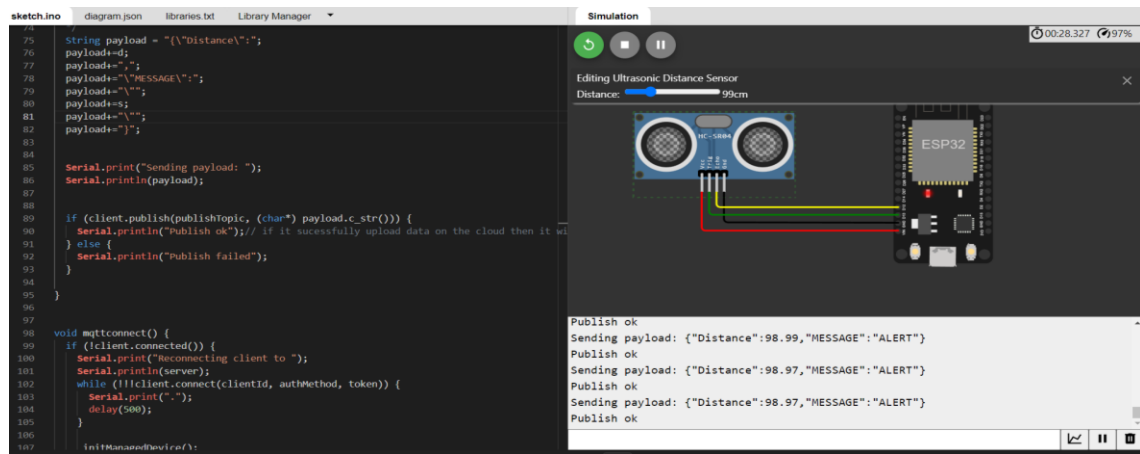 sketch.ino diagram.json libraries.txt Library Manager
74 */
75 String payload = "{\"Distance\":";
76 payload+=d;
77 payload+=",";
78 payload+="\"MESSAGE\":";
79 payload+="\"";
80 payload+=s;
81 payload+="\"";
82 payload+="}";
83
84
85 Serial.print("Sending payload: ");
86 Serial.println(payload);
87
88
89 if (client.publish(publishTopic, (char*) payload.c_str())) {
90 Serial.println("Publish ok");// if it sucessfully upload data on the cloud then it wi
91 } else {
92 Serial.println("Publish failed");
93 }
94
95 }
96
97
98 void mqttconnect() {
99 if (!client.connected()) {
100 Serial.print("Reconnecting client to ");
101 Serial.println(server);
102 while (!!!client.connect(clientId, authMethod, token)) {
103 Serial.print(".");
104 delay(500);
105 }
106
107 initManagedDevice();
Simulation
00:28.327 97%
Editing Ultrasonic Distance Sensor
Distance: 99cm
HC-SR04
Vcc
Trig
Echo
Gnd
ESP32
Publish ok
Sending payload: {"Distance":98.99,"MESSAGE":"ALERT"}
Publish ok
Sending payload: {"Distance":98.97,"MESSAGE":"ALERT"}
Publish ok
Sending payload: {"Distance":98.97,"MESSAGE":"ALERT"}
Publish ok